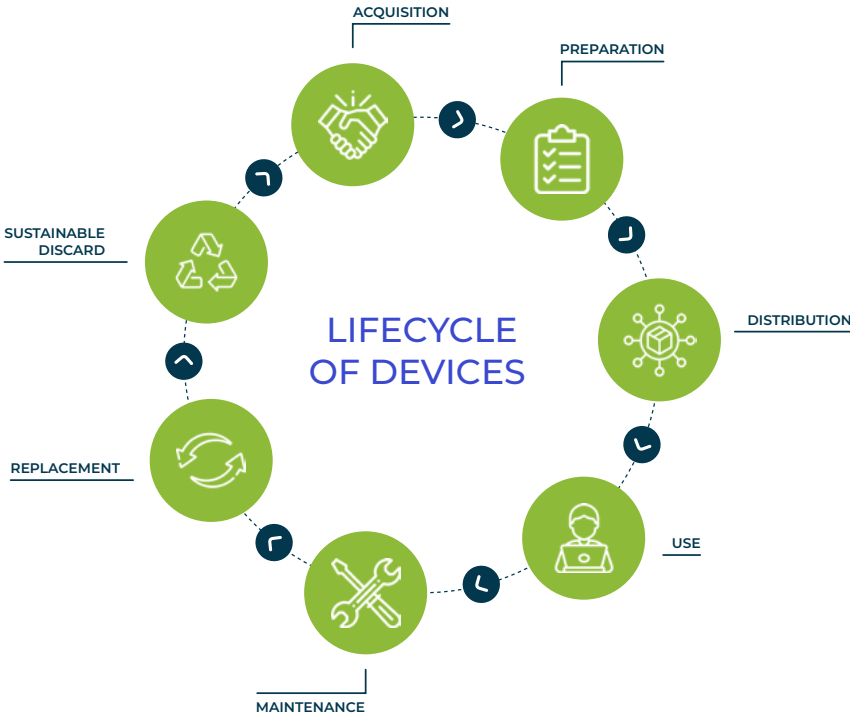 ACQUISITION
PREPARATION
SUSTAINABLE
DISCARD
DISTRIBUTION
LIFECYCLE
OF DEVICES
REPLACEMENT
USE
MAINTENANCE